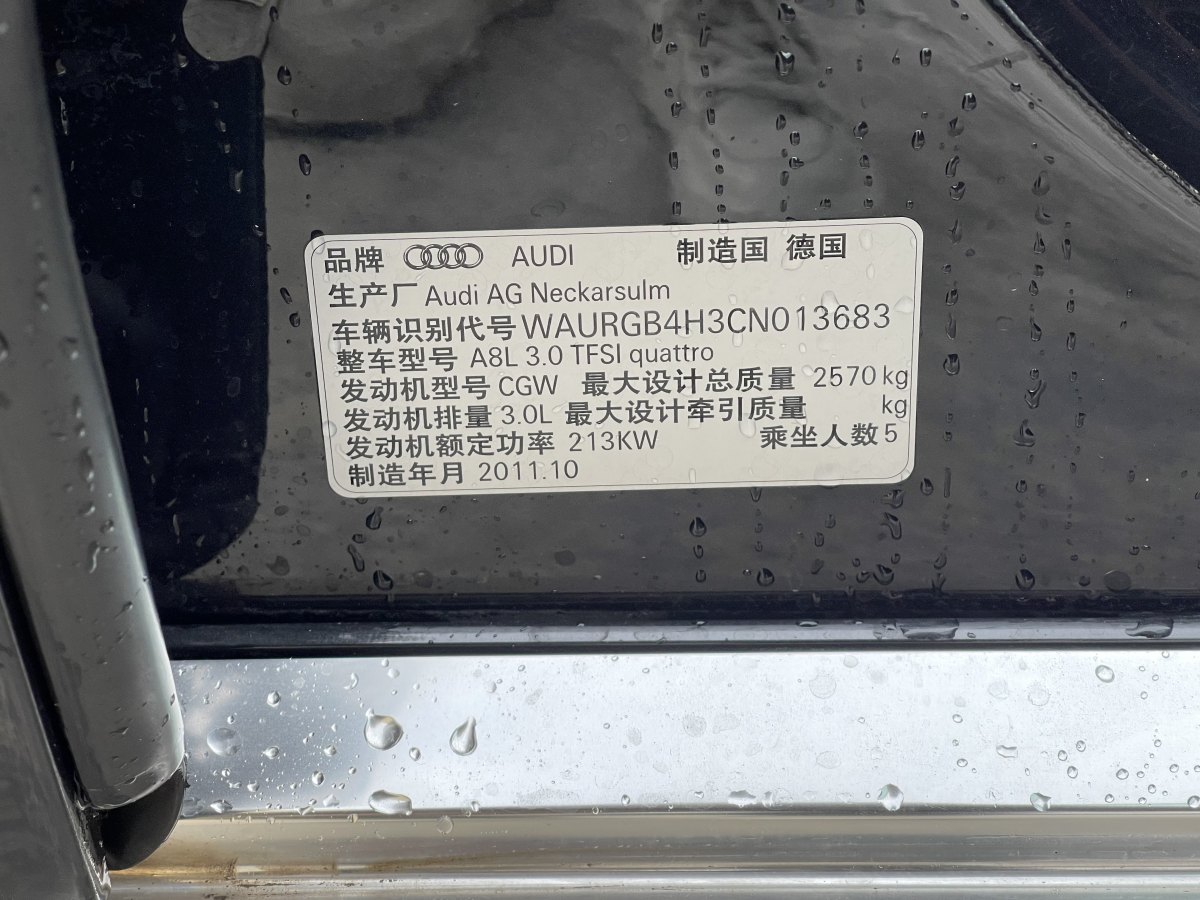 品牌 AUDI 制造国 德国
生产厂 Audi AG Neckarsulm
车辆识别代号 WAURGB4H3CN013683
整车型号 A8L 3.0 TFSI quattro
发动机型号 CGW 最大设计总质量 2570 kg
发动机排量 3.0L 最大设计牵引质量 kg
发动机额定功率 213KW 乘坐人数 5
制造年月 2011.10